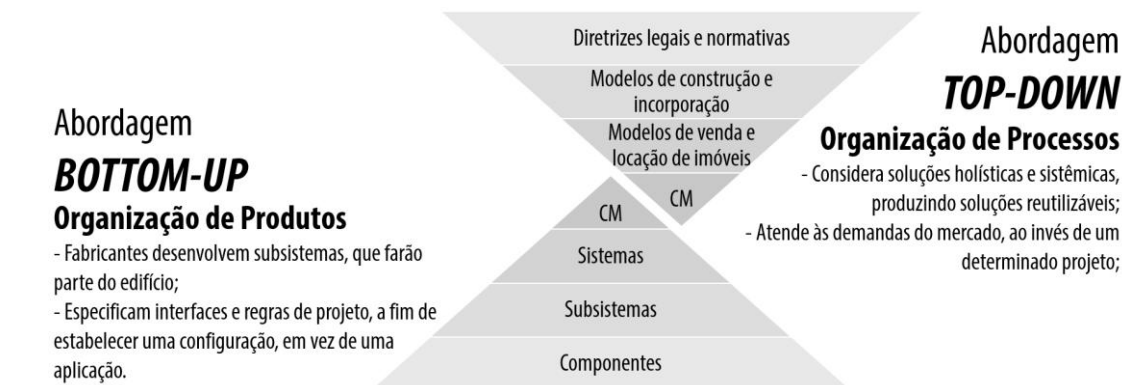 Diretrizes legais e normativas
Modelos de construção e
incorporação
Modelos de venda e
locação de imóveis
CM
Abordagem
TOP-DOWN
Organização de Processos
- Considera soluções holísticas e sistêmicas,
produzindo soluções reutilizáveis;
- Atende às demandas do mercado, ao invés de um
determinado projeto;
Abordagem
BOTTOM-UP
Organização de Produtos
- Fabricantes desenvolvem subsistemas, que farão
parte do edifício;
- Especificam interfaces e regras de projeto, a fim de
estabelecer uma configuração, em vez de uma
aplicação.
CM
Sistemas
Subsistemas
Componentes